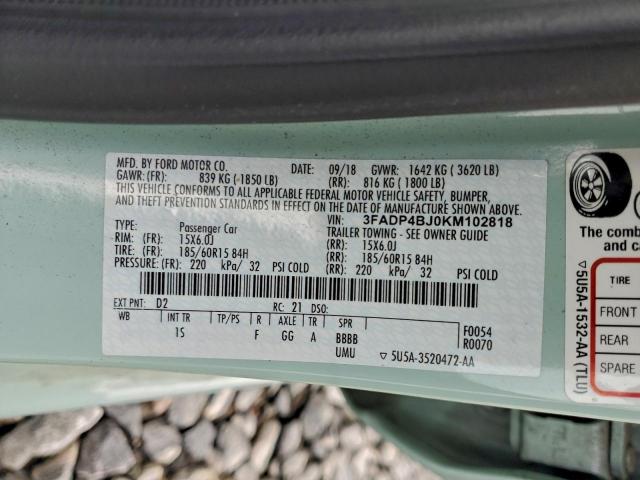 MFD. BY FORD MOTOR CO. DATE: 09/18 GVWR: 1642 KG ( 3620 LB)
GAWR: (FR): 839 KG (-1850 LB) (RR): 816 KG ( 1800 LB)
THIS VEHICLE CONFORMS TO ALL APPLICABLE FEDERAL MOTOR VEHICLE SAFETY, BUMPER,
AND THEFT PREVENTION STANDARDS IN EFFECT ON THE DATE OF MANUFACTURE SHOWN ABOVE.
VIN: 3FADP4BJ0KM102818
TYPE: Passenger Car TRAILER TOWING - SEE OWNER GUIDE
RIM: (FR): 15X6.0J (RR): 15X6.0J
TIRE: (FR): 185/60R15 84H (RR): 185/60R15 84H
PRESSURE: (FR): 220 kPa/ 32 PSI COLD (RR): 220 kPa/ 32 PSI COLD
EXT PNT: D2 RC: 21 DSO:
WB INT TR TP/PS R AXLE TR SPR F0054
1S F GG A BBBB R0070
UMU ▽ 5U5A-3520472-AA
The comb
TIRE
FRONT
REAR
SPARE
▽5U5A-1532-AA (TLU)